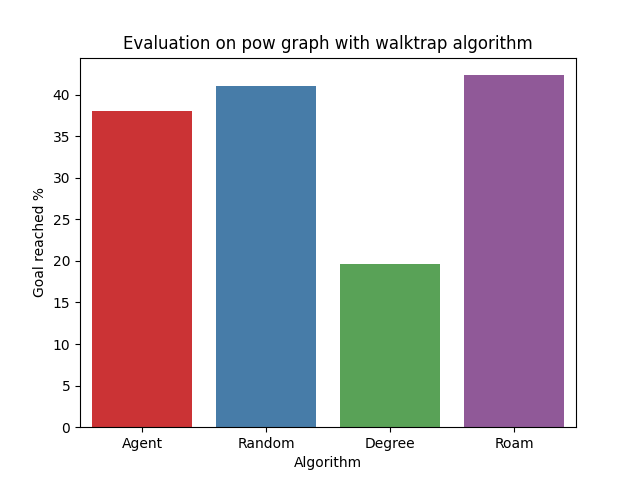 Evaluation on pow graph with walktrap algorithm
Goal reached %
40
35
30
25
20
15
10
5
0
Agent Random Degree Roam
Algorithm